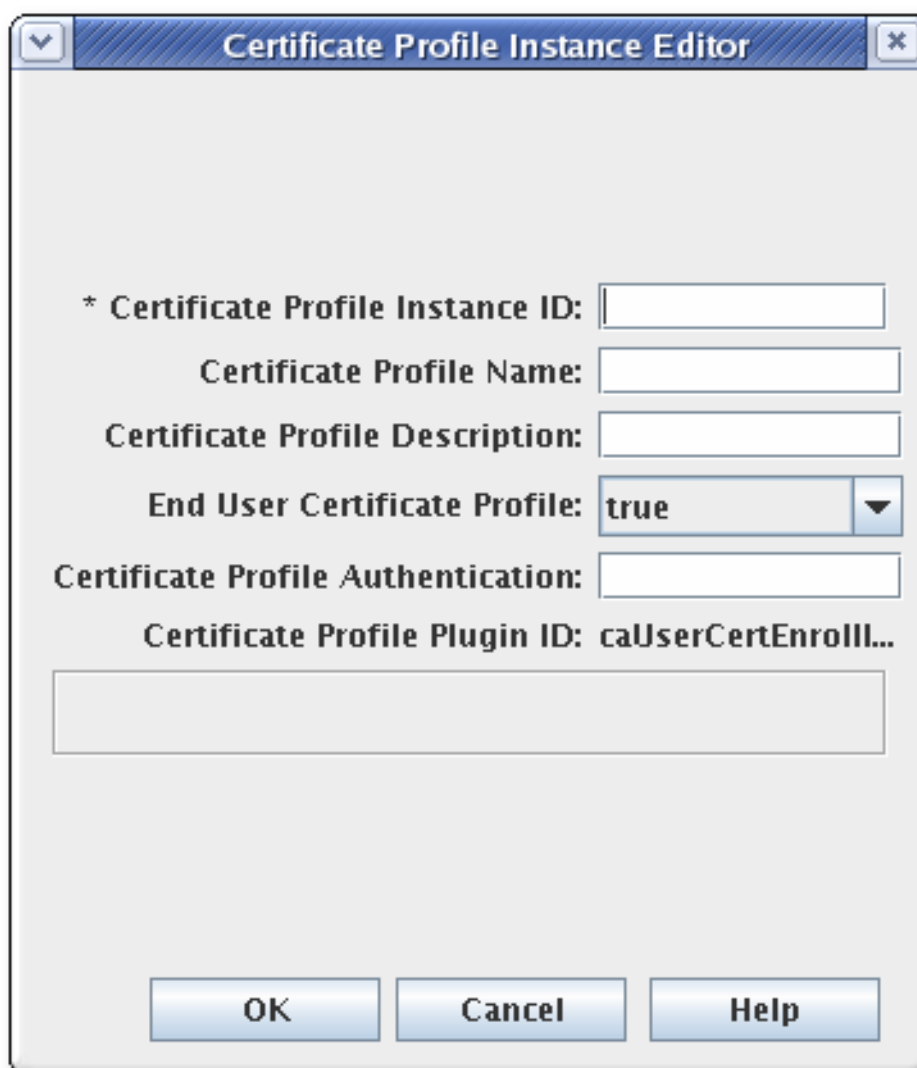 Certificate Profile Instance Editor
* Certificate Profile Instance ID:
Certificate Profile Name:
Certificate Profile Description:
End User Certificate Profile: true
Certificate Profile Authentication:
Certificate Profile Plugin ID: caUserCertEnrollI...
OK Cancel Help